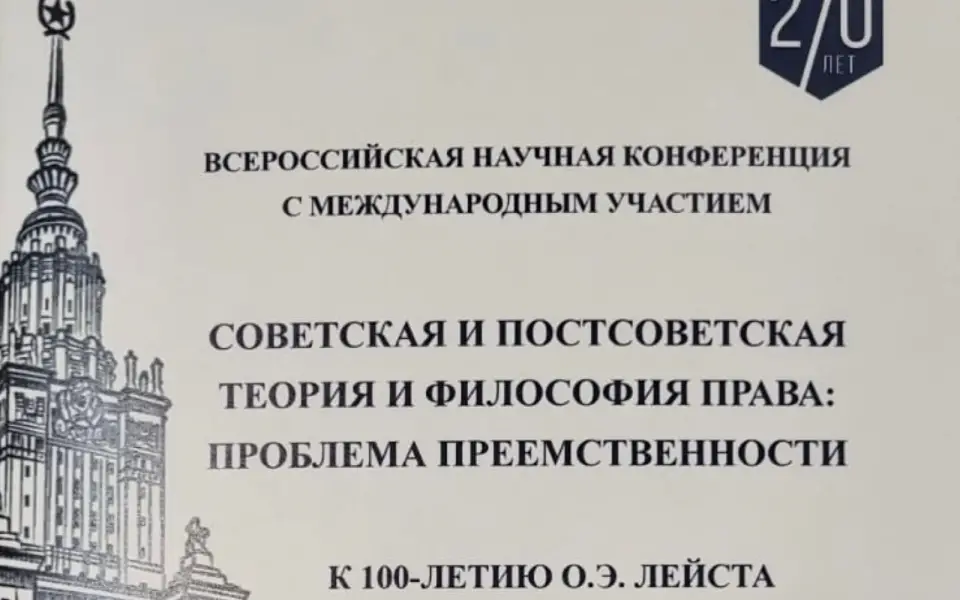 270
ЛЕТ
ВСЕРОССИЙСКАЯ НАУЧНАЯ КОНФЕРЕНЦИЯ
С МЕЖДУНАРОДНЫМ УЧАСТИЕМ
СОВЕТСКАЯ И ПОСТСОВЕТСКАЯ
ТЕОРИЯ И ФИЛОСОФИЯ ПРАВА:
ПРОБЛЕМА ПРЕЕМСТВЕННОСТИ
К 100-ЛЕТИЮ О.Э. ЛЕЙСТА